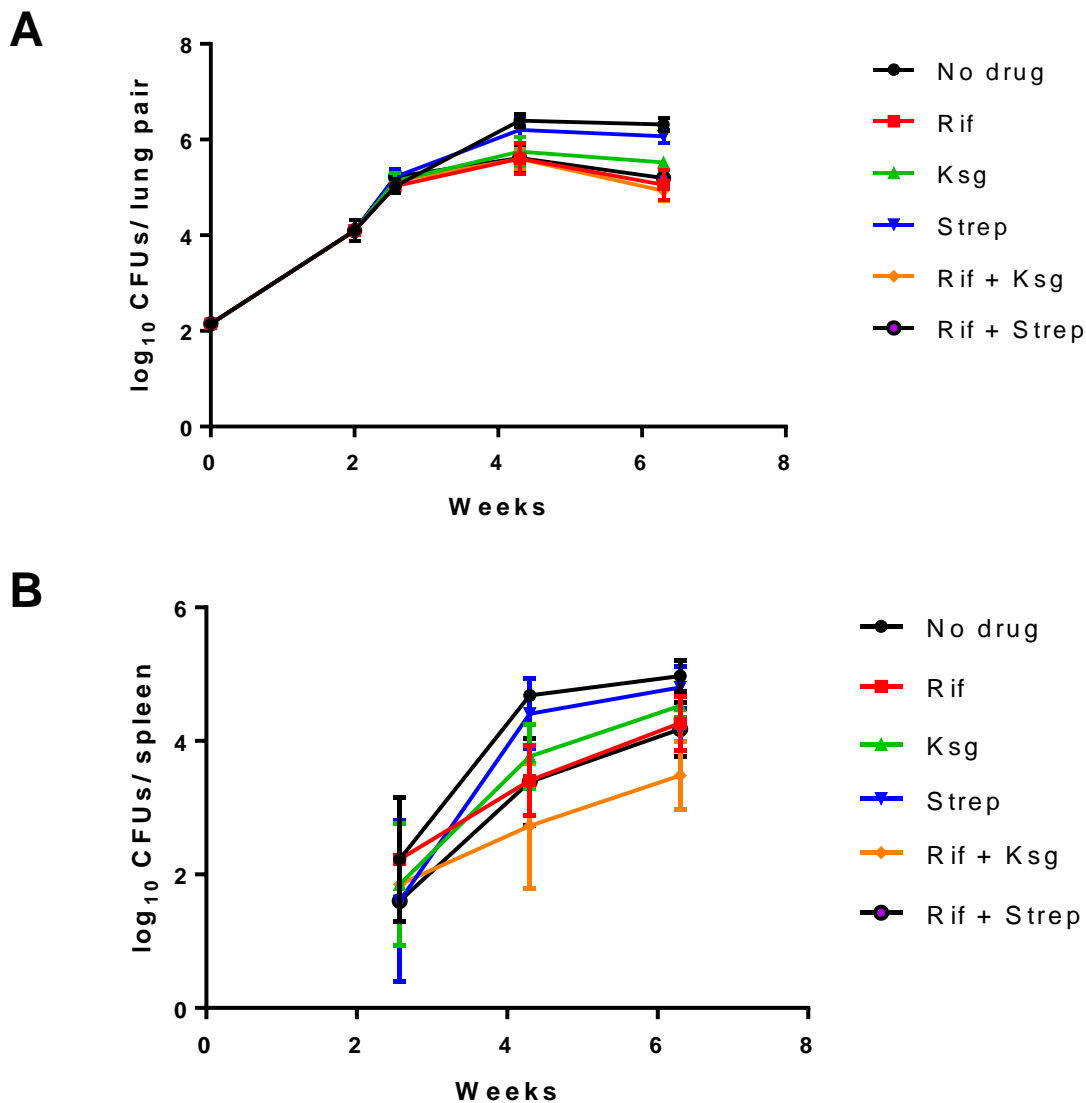 A
log10 CFUs/ lung pair
8
6
4
2
0
0 2 4 6 8
Weeks
No drug
Rif
Ksg
Strep
Rif + Ksg
Rif + Strep
B
log10 CFUs/ spleen
6
4
2
0
0 2 4 6 8
Weeks
No drug
Rif
Ksg
Strep
Rif + Ksg
Rif + Strep